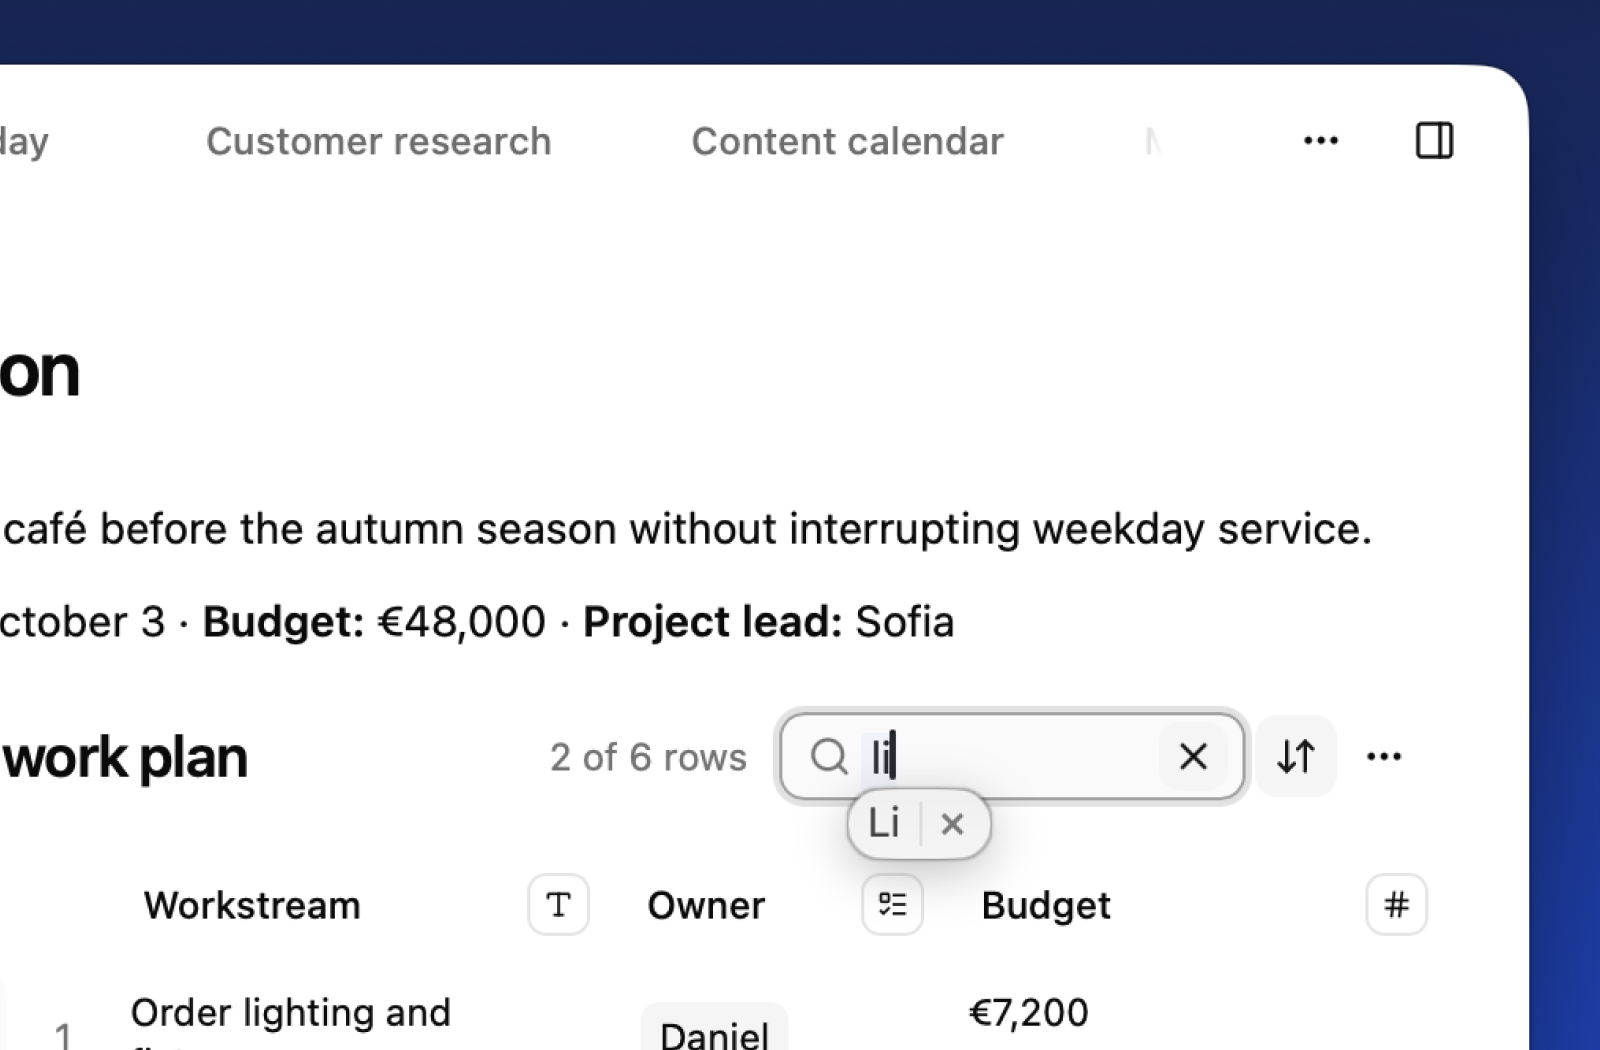 day Customer research Content calendar
on
café before the autumn season without interrupting weekday service.
ctober 3 · Budget: €48,000 · Project lead: Sofia
work plan 2 of 6 rows li
Li
Workstream Owner Budget #
1 Order lighting and Daniel €7,200